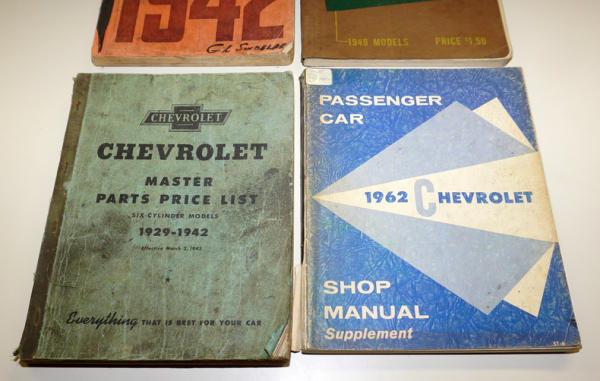 1942
1949 MODELS PRICE $1.50
CHEVROLET
CHEVROLET
MASTER
PARTS PRICE LIST
SIX-CYLINDER MODELS
1929-1942
Effective March 2, 1942
Everything THAT IS BEST FOR YOUR CAR
PASSENGER
CAR
1962 CHEVROLET
SHOP
MANUAL
Supplement